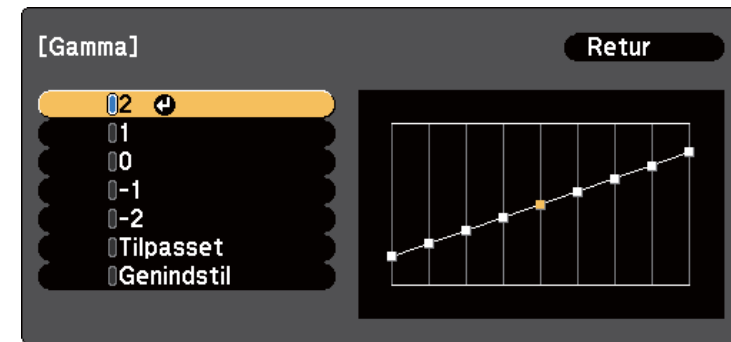 [Gamma]
Retur
2
1
0
-1
-2
Tilpasset
Genindstil